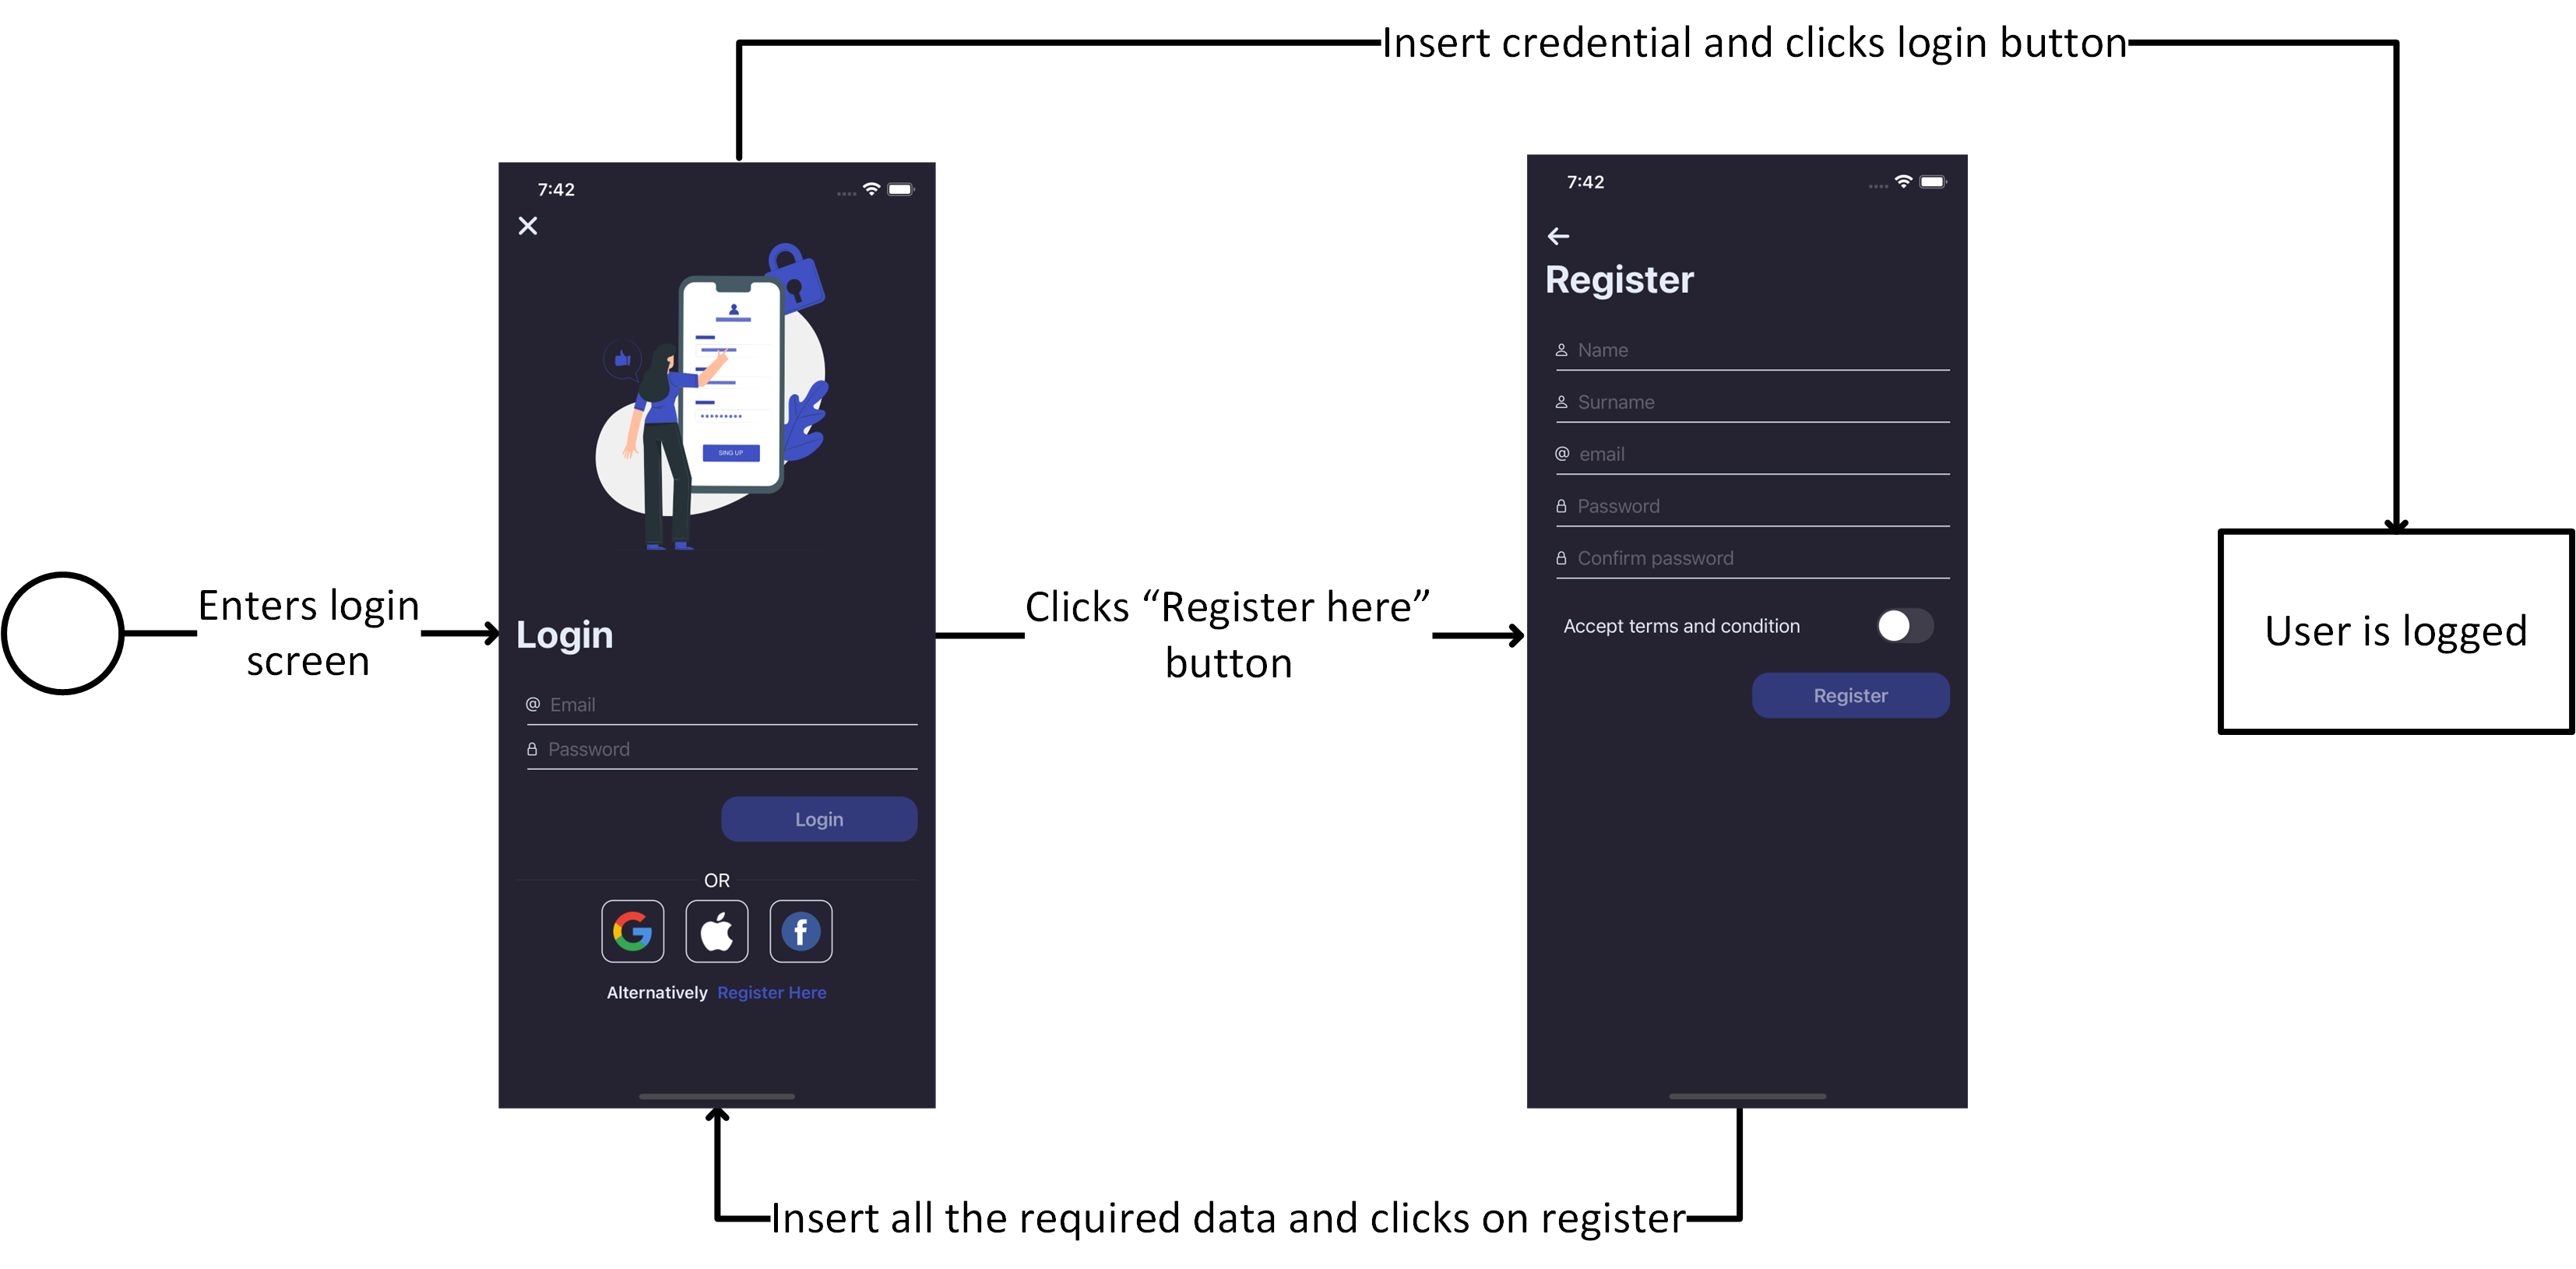 Insert credential and clicks login button
7:42
SING UP
Login
Email
Password
Login
OR
Alternatively Register Here
Enters login
screen
Clicks “Register here”
button
7:42
Register
Name
Surname
email
Password
Confirm password
Accept terms and condition
Register
User is logged
Insert all the required data and clicks on register